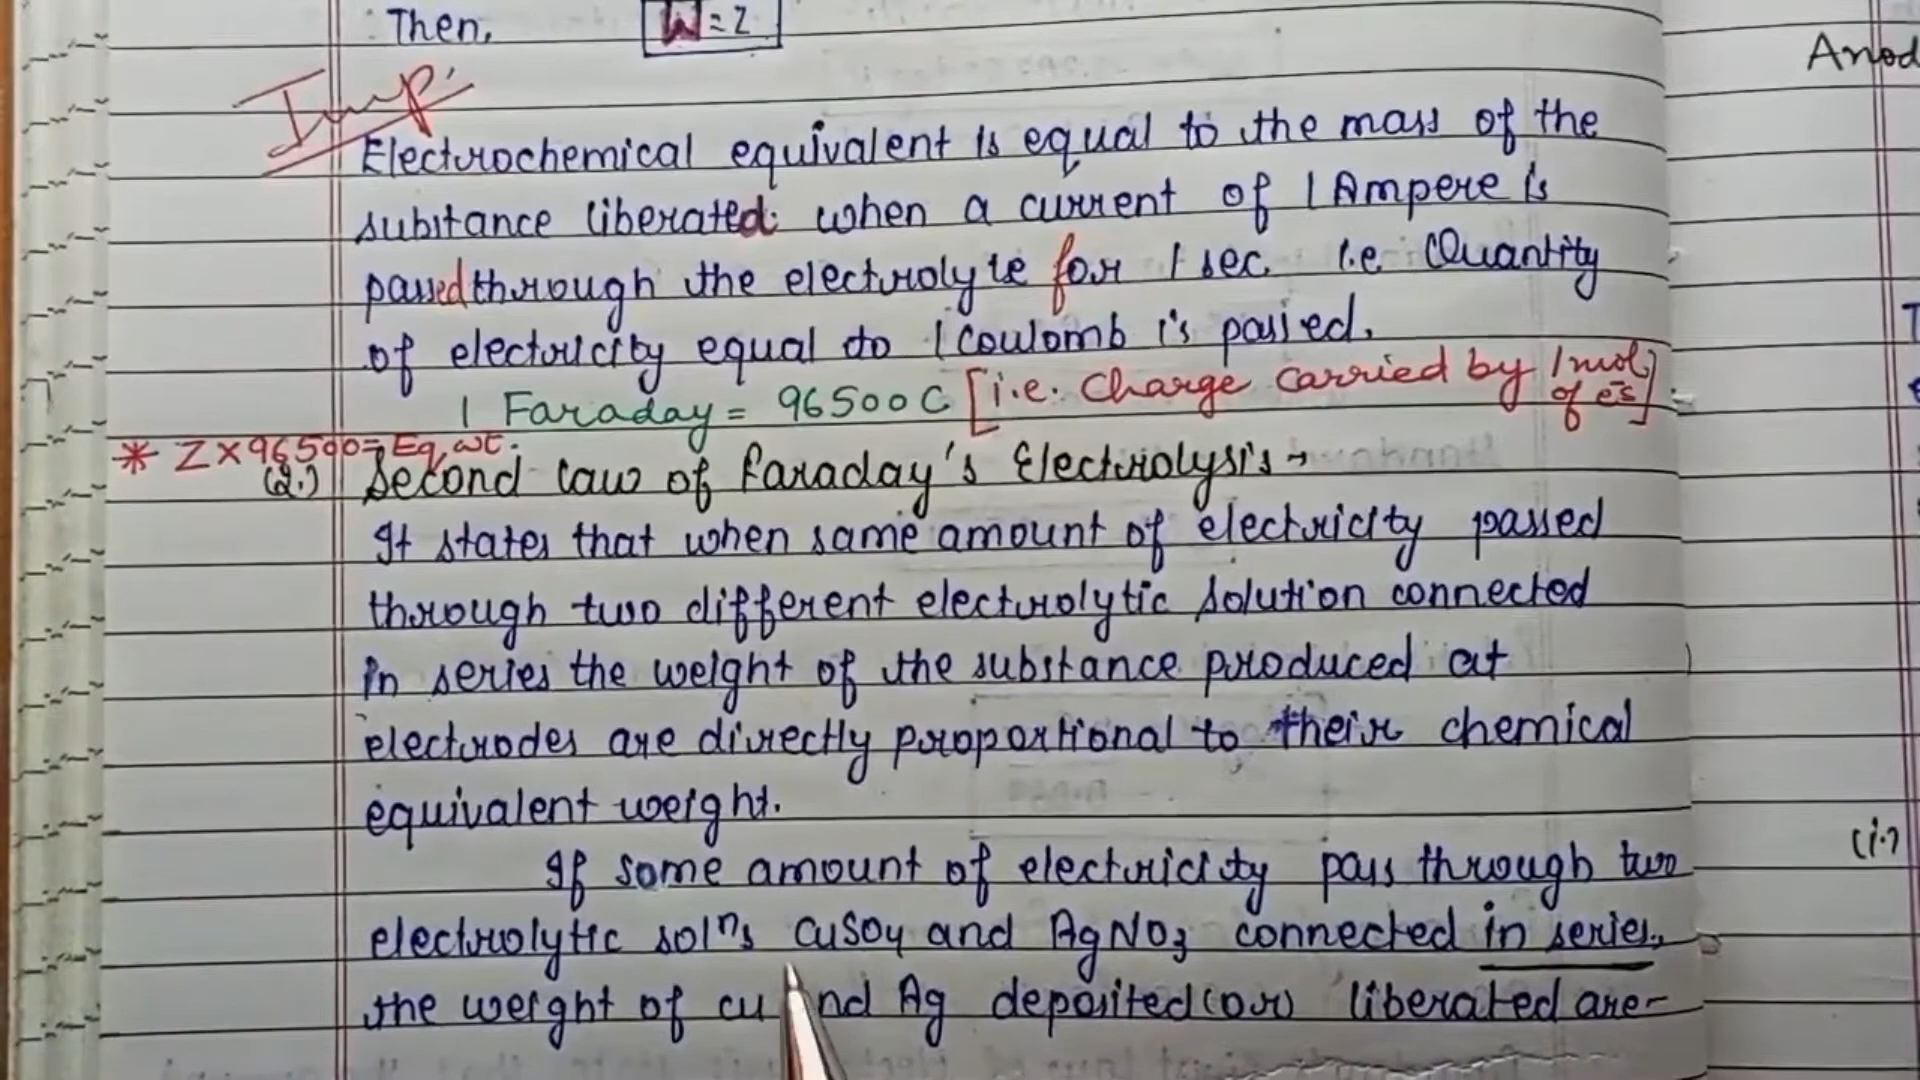 Then, W = Z
Imp.
Electrochemical equivalent is equal to the mass of the
substance liberated. when a current of 1 Ampere is
passed through the electrolyte for 1 sec. i.e Quantity
of electricity equal to 1 Coulomb is passed.
1 Faraday = 96500 C [i.e. Charge carried by 1 mol
of es]
* Z × 96500 = Eq. wt.
(2.) Second law of Faraday's Electrolysis→
It states that when same amount of electricity passed
through two different electrolytic solution connected
in series the weight of the substance produced at
electrodes are directly proportional to their chemical
equivalent weight.
If some amount of electricity pass through two
electrolytic solⁿs CuSO4 and AgNO3 connected in series,
the weight of cu nd Ag deposited (or) liberated are-
Anod
(i.)